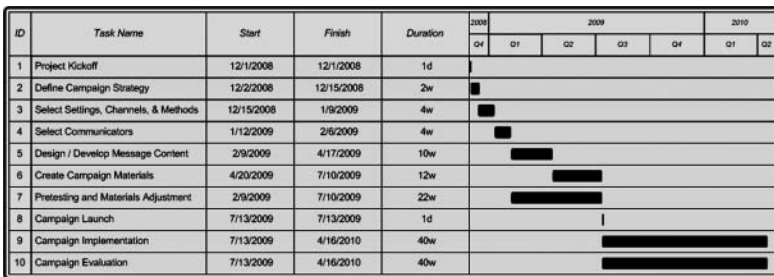 2008 2009 2010
ID Task Name Start Finish Duration Q4 Q1 Q2 Q3 Q4 Q1 Q2
1 Project Kickoff 12/1/2008 12/1/2008 1d
2 Define Campaign Strategy 12/2/2008 12/15/2008 2w
3 Select Settings, Channels, & Methods 12/15/2008 1/9/2009 4w
4 Select Communicators 1/12/2009 2/6/2009 4w
5 Design / Develop Message Content 2/9/2009 4/17/2009 10w
6 Create Campaign Materials 4/20/2009 7/10/2009 12w
7 Pretesting and Materials Adjustment 2/9/2009 7/10/2009 22w
8 Campaign Launch 7/13/2009 7/13/2009 1d
9 Campaign Implementation 7/13/2009 4/16/2010 40w
10 Campaign Evaluation 7/13/2009 4/16/2010 40w